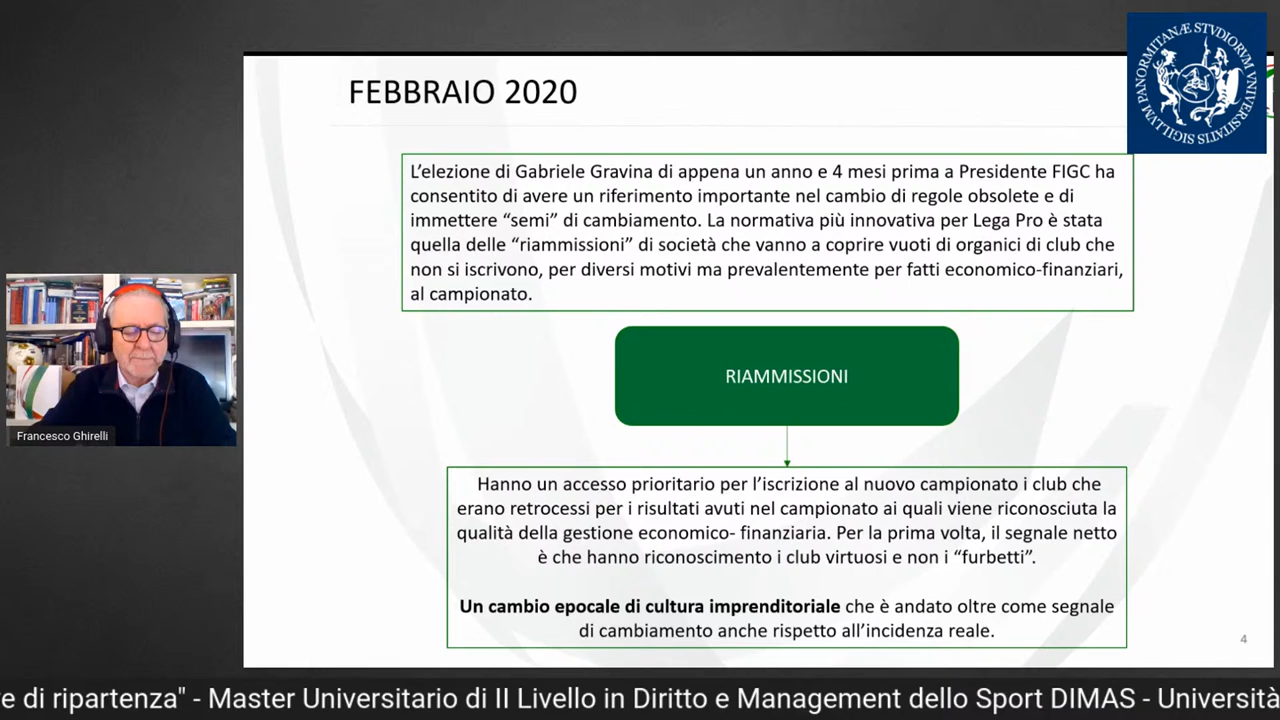 FEBBRAIO 2020
SIGILLVM PANORMITANÆ STVDIORVM VNIVERSITATIS
L’elezione di Gabriele Gravina di appena un anno e 4 mesi prima a Presidente FIGC ha
consentito di avere un riferimento importante nel cambio di regole obsolete e di
immettere “semi” di cambiamento. La normativa più innovativa per Lega Pro è stata
quella delle “riammissioni” di società che vanno a coprire vuoti di organici di club che
non si iscrivono, per diversi motivi ma prevalentemente per fatti economico-finanziari,
al campionato.
RIAMMISSIONI
Francesco Ghirelli
Hanno un accesso prioritario per l’iscrizione al nuovo campionato i club che
erano retrocessi per i risultati avuti nel campionato ai quali viene riconosciuta la
qualità della gestione economico- finanziaria. Per la prima volta, il segnale netto
è che hanno riconoscimento i club virtuosi e non i “furbetti”.
Un cambio epocale di cultura imprenditoriale che è andato oltre come segnale
di cambiamento anche rispetto all’incidenza reale.
4
e di ripartenza" - Master Universitario di II Livello in Diritto e Management dello Sport DIMAS - Università